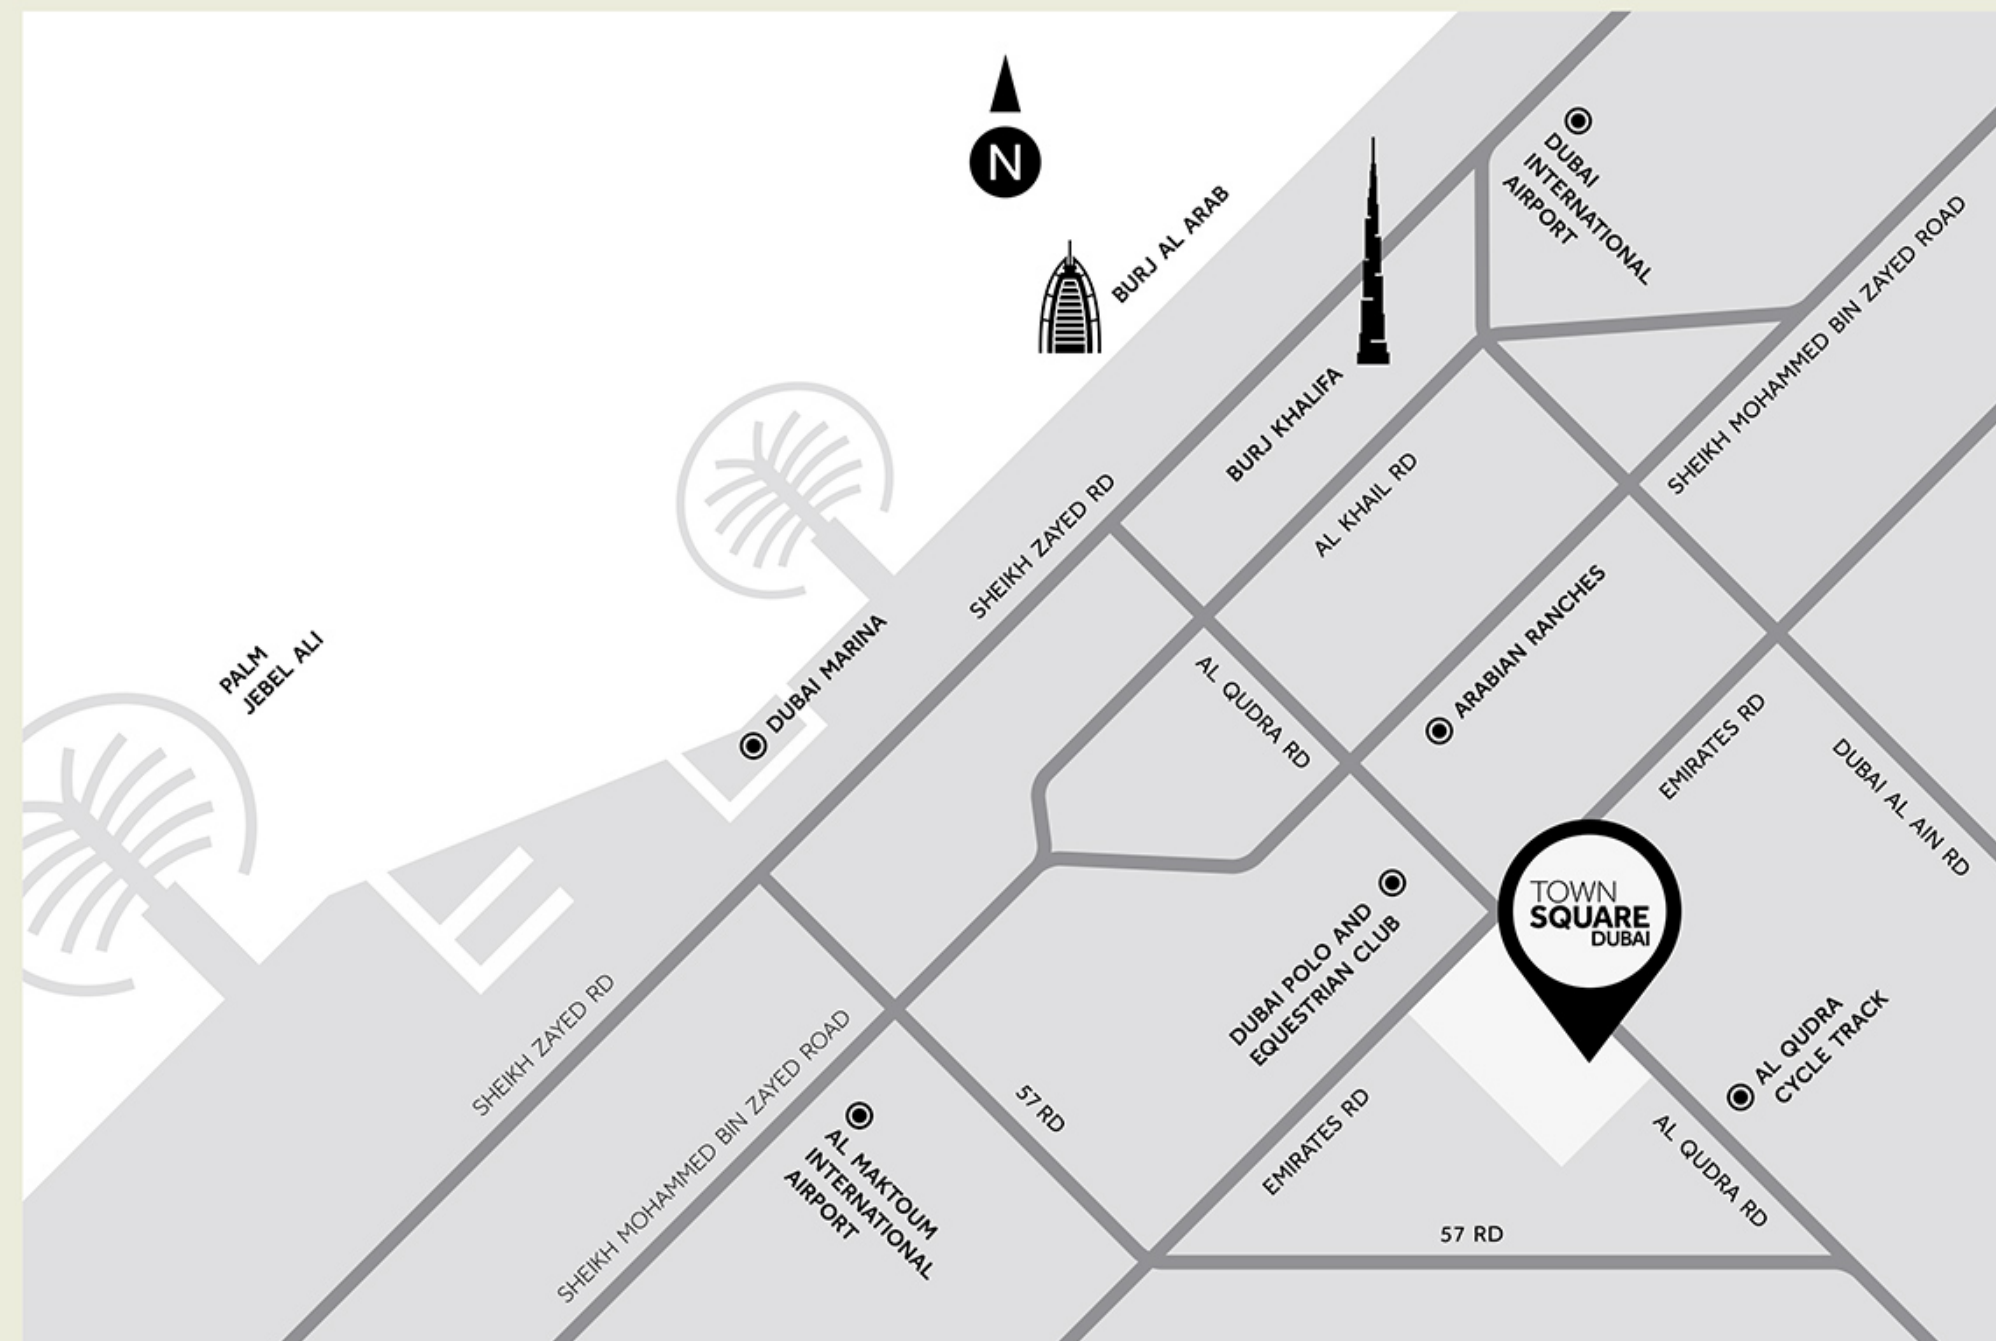 N
DUBAI
INTERNATIONAL
AIRPORT
BURJ AL ARAB
SHEIKH MOHAMMED BIN ZAYED ROAD
BURJ KHALIFA
AL KHAIL RD
SHEIKH ZAYED RD
ARABIAN RANCHES
DUBAI MARINA
PALM
JEBEL ALI
AL QUDRA RD
EMIRATES RD
DUBAI AL AIN RD
TOWN
SQUARE
DUBAI
DUBAI POLO AND
EQUESTRIAN CLUB
AL QUDRA
CYCLE TRACK
SHEIKH ZAYED RD
SHEIKH MOHAMMED BIN ZAYED ROAD
57 RD
EMIRATES RD
AL MAKTOUM
INTERNATIONAL
AIRPORT
AL QUDRA RD
57 RD